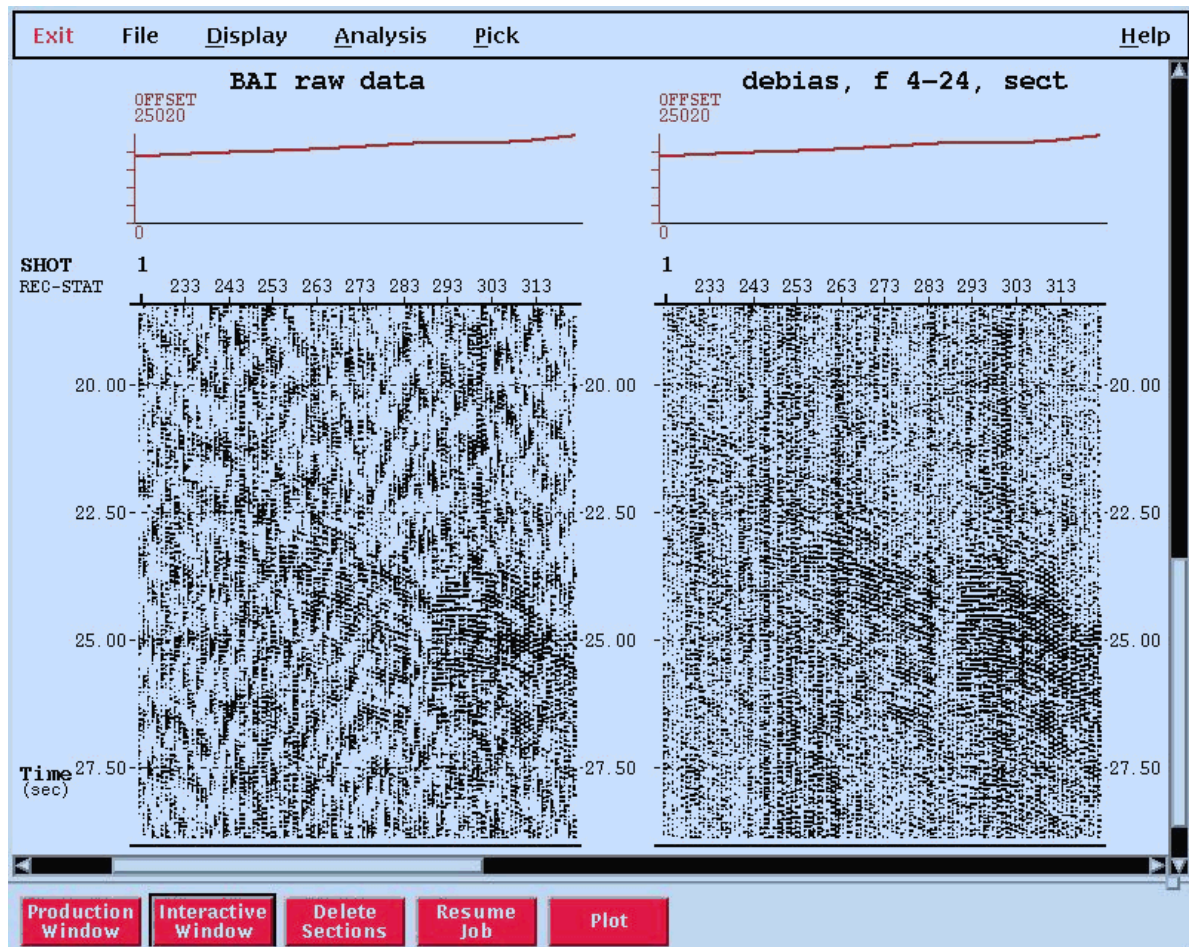 Exit File Display Analysis Pick Help
BAI raw data debias, f 4-24, sect
OFFSET OFFSET
25020 25020
0 0
SHOT 1 1
REC-STAT 233 243 253 263 273 283 293 303 313 233 243 253 263 273 283 293 303 313
20.00 20.00 20.00
22.50 22.50 22.50
25.00 25.00 25.00
Time 27.50 27.50 27.50
(sec)
Production Interactive Delete Resume Plot
Window Window Sections Job